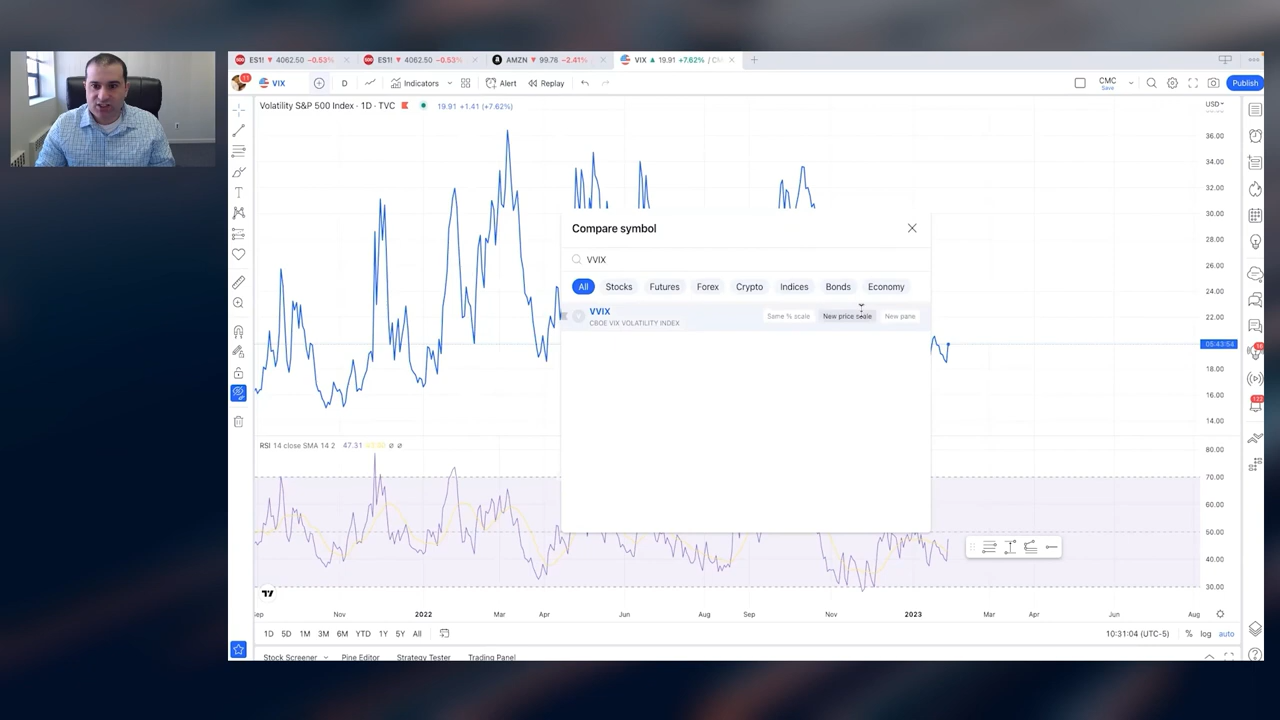 ES1! ▼ 4062.50 −0.53%
ES1! ▼ 4062.50 −0.53%
AMZN ▼ 99.78 −2.41%
VIX ▲ 19.91 +7.62% / CM
11
VIX
D
Indicators
Alert
Replay
CMC
Save
Publish
Volatility S&P 500 Index · 1D · TVC
19.91 +1.41 (+7.62%)
USD
36.00
34.00
32.00
30.00
28.00
26.00
24.00
22.00
05:43:54
18.00
16.00
14.00
Compare symbol
VVIX
All
Stocks
Futures
Forex
Crypto
Indices
Bonds
Economy
VVIX
CBOE VIX VOLATILITY INDEX
Same % scale
New price scale
New pane
RSI 14 close SMA 14 2 47.31
80.00
70.00
60.00
50.00
40.00
30.00
Sep
Nov
2022
Mar
Apr
Jun
Aug
Sep
Nov
2023
Mar
Apr
Jun
Aug
1D 5D 1M 3M 6M YTD 1Y 5Y All
10:31:04 (UTC-5)
% log auto
Stock Screener
Pine Editor
Strategy Tester
Trading Panel